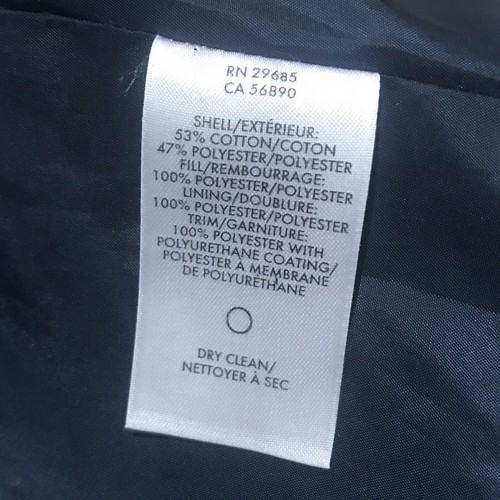 RN 29685
CA 56890
SHELL/EXTÉRIEUR:
53% COTTON/COTON
47% POLYESTER/POLYESTER
FILL/REMBOURRAGE:
100% POLYESTER/POLYESTER
LINING/DOUBLURE:
100% POLYESTER/POLYESTER
TRIM/GARNITURE:
100% POLYESTER WITH
POLYURETHANE COATING/
POLYESTER À MEMBRANE
DE POLYURÉTHANE
DRY CLEAN/
NETTOYER À SEC